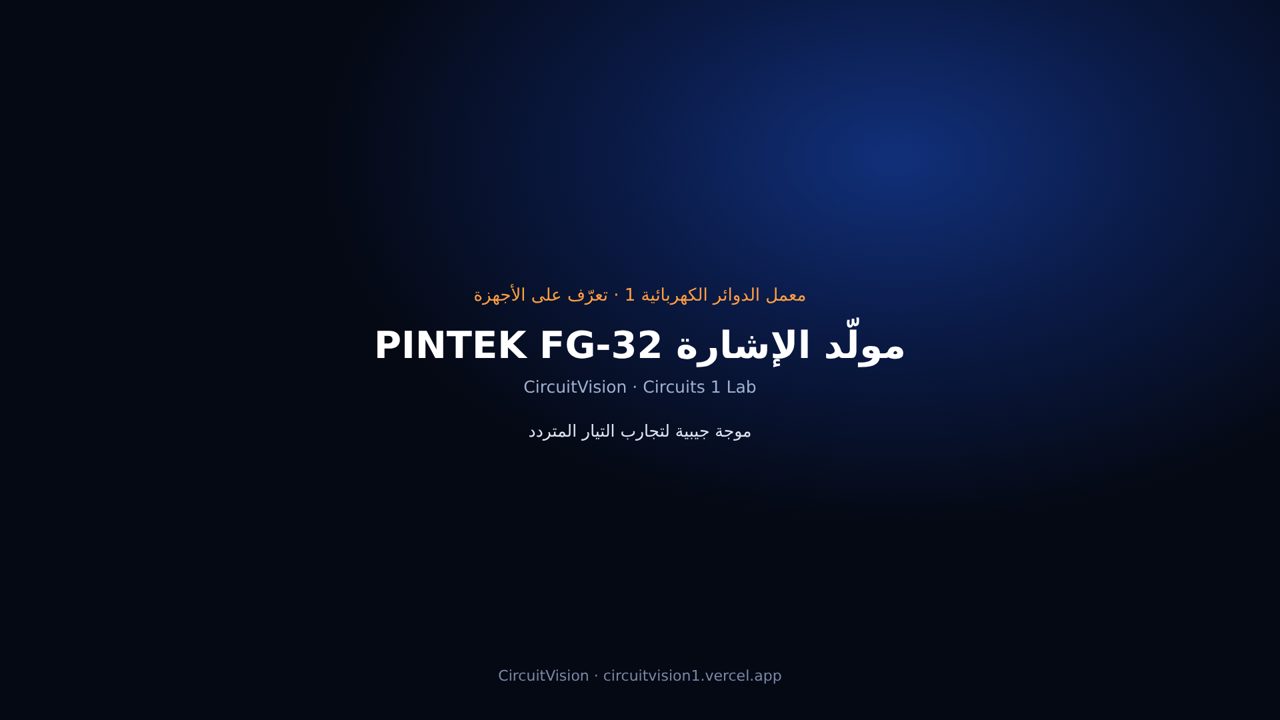 معمل الدوائر الكهربائية 1 · تعرّف على الأجهزة
مولّد الإشارة PINTEK FG-32
CircuitVision · Circuits 1 Lab
موجة جيبية لتجارب التيار المتردد
CircuitVision · circuitvision1.vercel.app